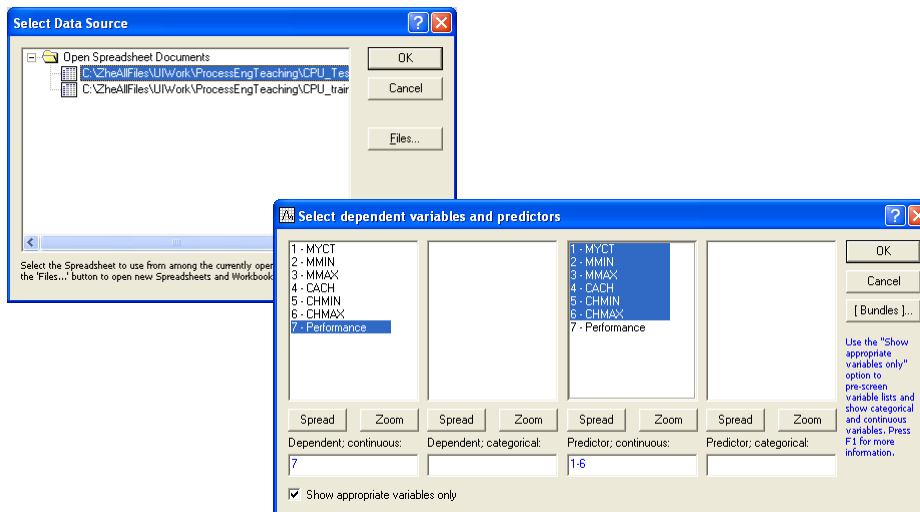 Select Data Source
Open Spreadsheet Documents
C:\ZheAllFiles\UIWork\ProcessEngTeaching\CPU_Tes
C:\ZheAllFiles\UIWork\ProcessEngTeaching\CPU_trair
OK
Cancel
Files...
Select the Spreadsheet to use from among the currently oper
the 'Files...' button to open new Spreadsheets and Workbook
Select dependent variables and predictors
1 - MYCT
2 - MMIN
3 - MMAX
4 - CACH
5 - CHMIN
6 - CHMAX
7 - Performance
1 - MYCT
2 - MMIN
3 - MMAX
4 - CACH
5 - CHMIN
6 - CHMAX
7 - Performance
OK
Cancel
[ Bundles ]...
Use the "Show
appropriate
variables only"
option to
pre-screen
variable lists and
show categorical
and continuous
variables. Press
F1 for more
information.
Spread Zoom Spread Zoom Spread Zoom Spread Zoom
Dependent; continuous: Dependent; categorical: Predictor; continuous: Predictor; categorical:
7 1-6
Show appropriate variables only